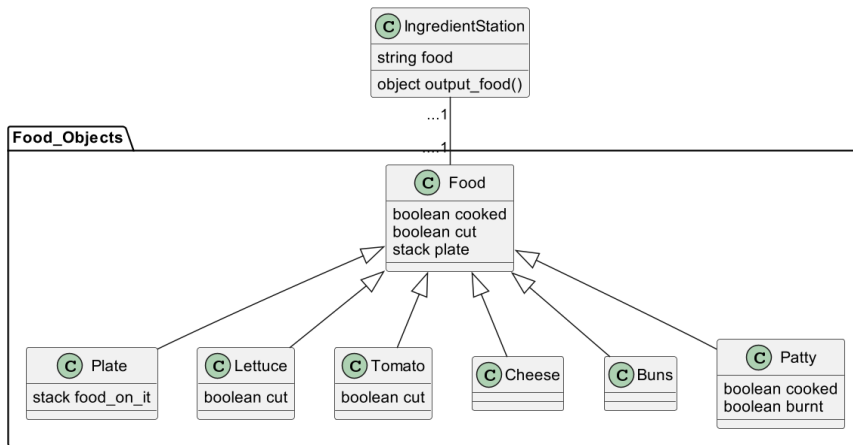 C IngredientStation
string food
object output_food()
...1
....1
Food_Objects
C Food
boolean cooked
boolean cut
stack plate
C Plate
stack food_on_it
C Lettuce
boolean cut
C Tomato
boolean cut
C Cheese
C Buns
C Patty
boolean cooked
boolean burnt